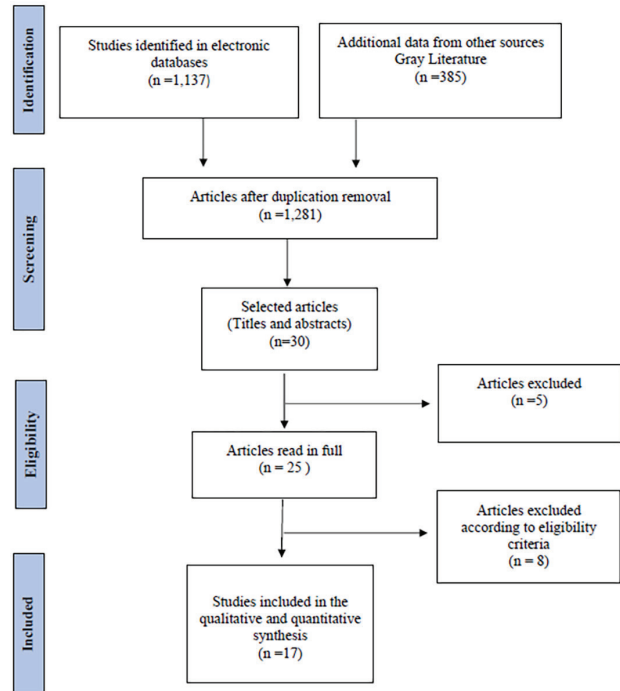 Identification
Studies identified in electronic
databases
(n =1,137)
Additional data from other sources
Gray Literature
(n =385)
Screening
Articles after duplication removal
(n =1,281)
Selected articles
(Titles and abstracts)
(n=30)
Eligibility
Articles excluded
(n =5)
Articles read in full
(n = 25 )
Articles excluded
according to eligibility
criteria
(n = 8)
Included
Studies included in the
qualitative and quantitative
synthesis
(n =17)